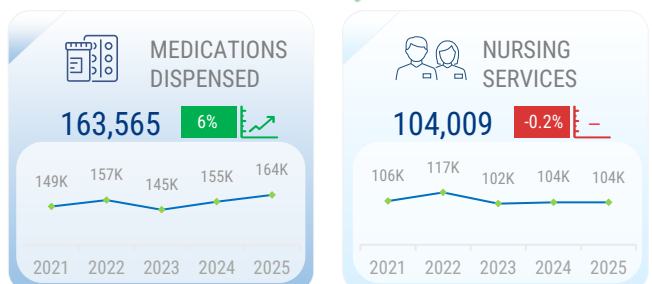 MEDICATIONS
DISPENSED
163,565
6%
149K
157K
145K
155K
164K
2021 2022 2023 2024 2025
NURSING
SERVICES
104,009
-0.2%
106K
117K
102K
104K
104K
2021 2022 2023 2024 2025